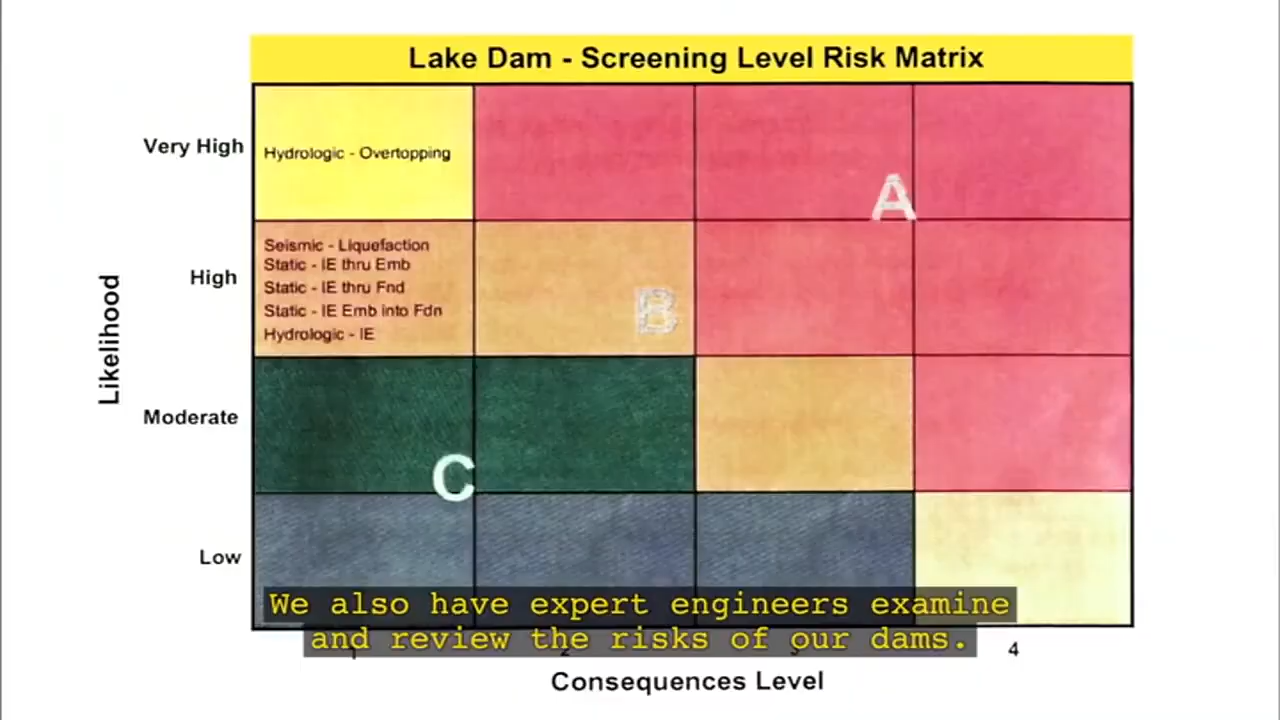 Lake Dam - Screening Level Risk Matrix
Very High
Hydrologic - Overtopping
A
Likelihood
High
Seismic - Liquefaction
Static - IE thru Emb
Static - IE thru Fnd
Static - IE Emb into Fdn
Hydrologic - IE
B
Moderate
C
Low
We also have expert engineers examine
and review the risks of our dams.
4
Consequences Level